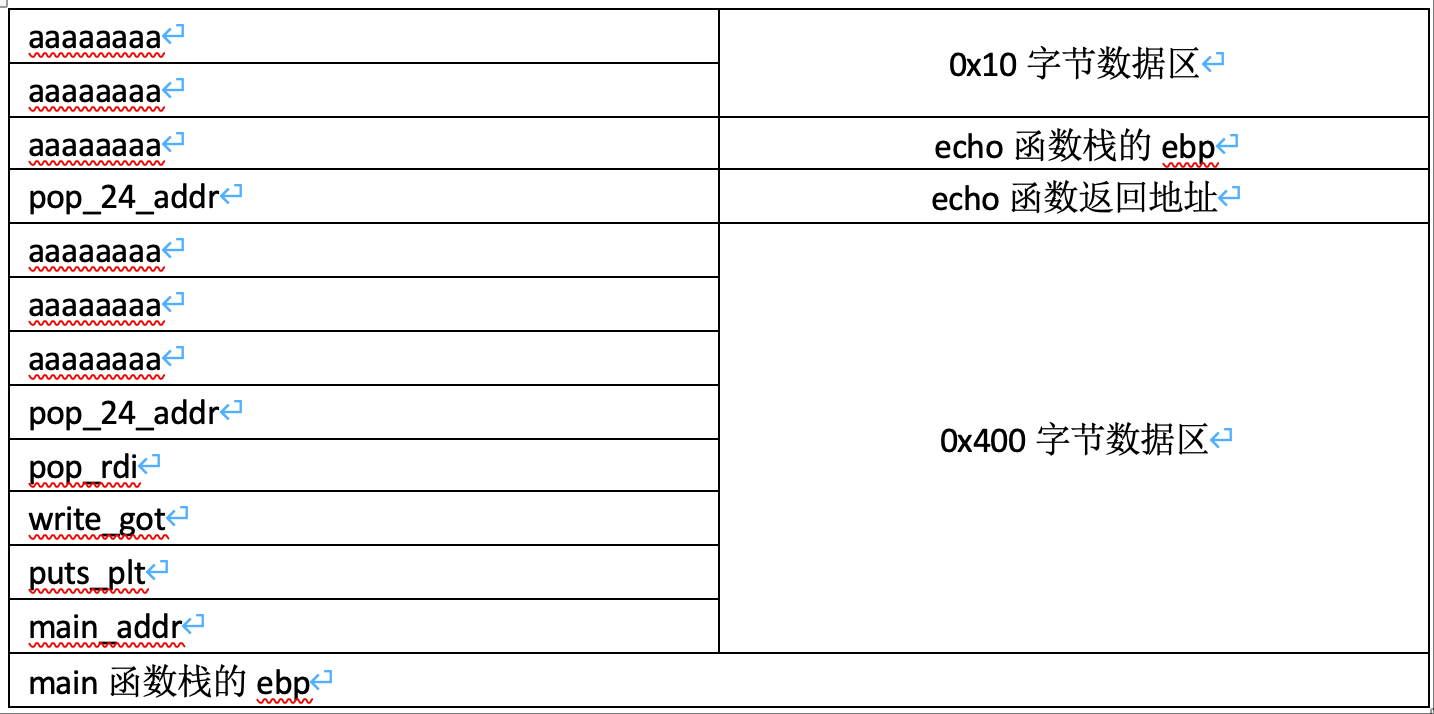 aaaaaaaa
0x10 字节数据区
aaaaaaaa
aaaaaaaa
echo 函数栈的 ebp
pop_24_addr
echo 函数返回地址
aaaaaaaa
aaaaaaaa
aaaaaaaa
pop_24_addr
0x400 字节数据区
pop_rdi
write_got
puts_plt
main_addr
main 函数栈的 ebp